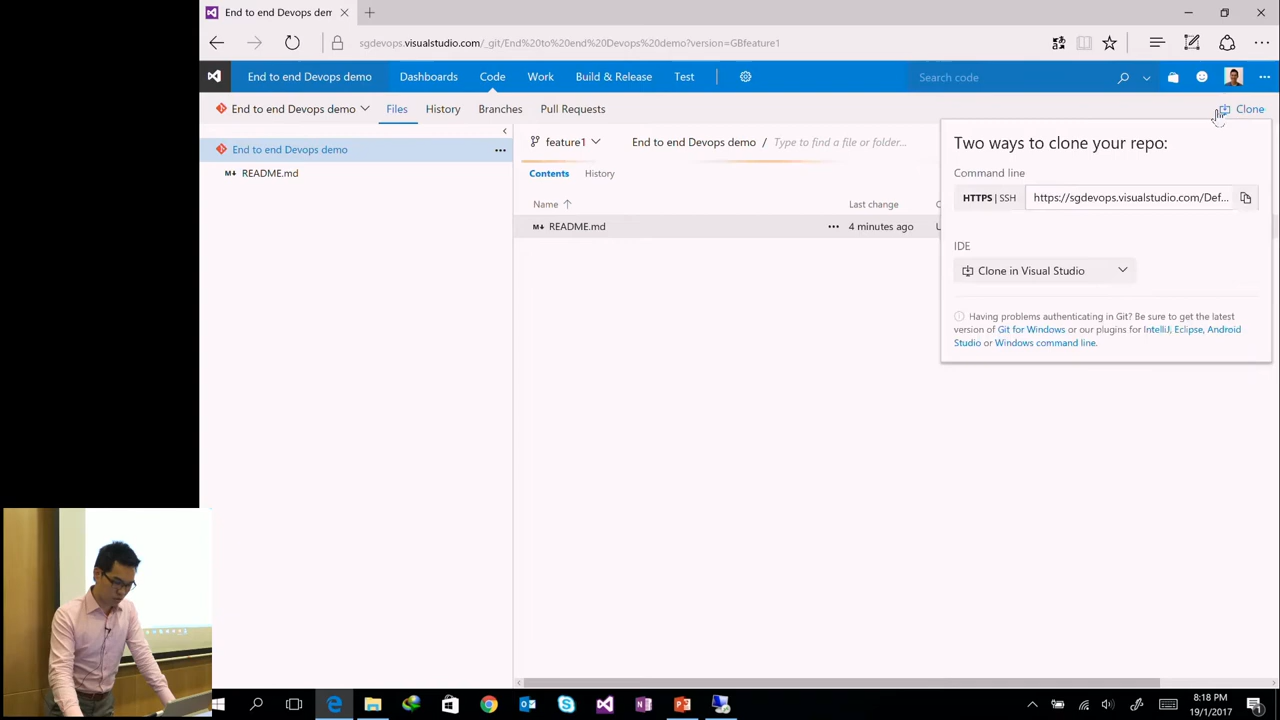 End to end Devops dem
sgdevops.visualstudio.com/_git/End%20to%20end%20Devops%20demo?version=GBfeature1
End to end Devops demo Dashboards Code Work Build & Release Test Search code
End to end Devops demo Files History Branches Pull Requests Clone
End to end Devops demo
README.md
feature1 End to end Devops demo / Type to find a file or folder...
Contents History
Name Last change
README.md 4 minutes ago
Two ways to clone your repo:
Command line
HTTPS | SSH https://sgdevops.visualstudio.com/Def...
IDE
Clone in Visual Studio
Having problems authenticating in Git? Be sure to get the latest
version of Git for Windows or our plugins for IntelliJ, Eclipse, Android
Studio or Windows command line.
8:18 PM
19/1/2017